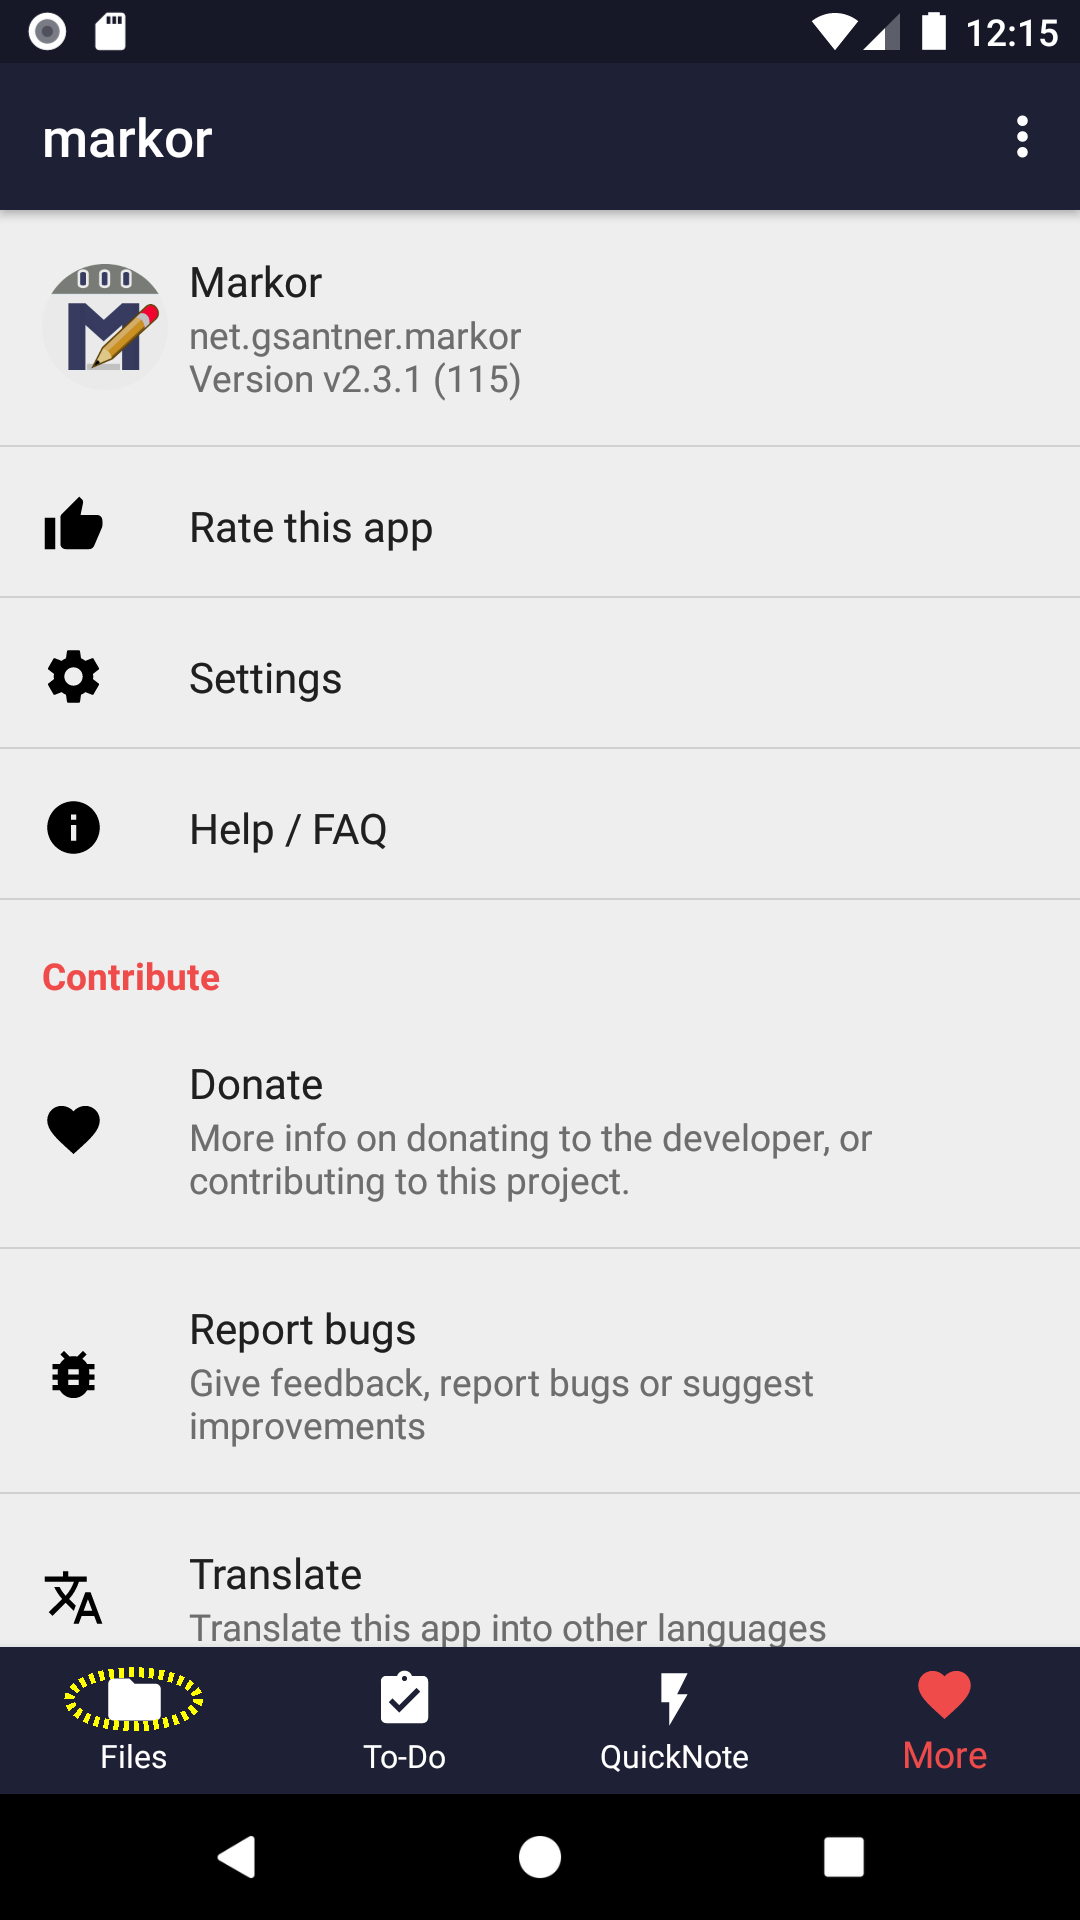 12:15
markor
Markor
net.gsantner.markor
Version v2.3.1 (115)
Rate this app
Settings
Help / FAQ
Contribute
Donate
More info on donating to the developer, or
contributing to this project.
Report bugs
Give feedback, report bugs or suggest
improvements
Translate
Translate this app into other languages
Files
To-Do
QuickNote
More